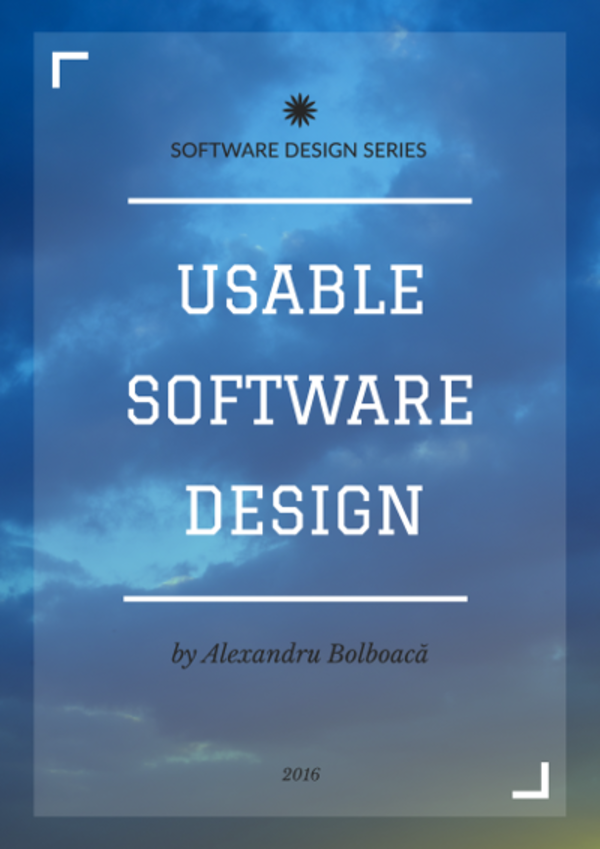 SOFTWARE DESIGN SERIES
USABLE
SOFTWARE
DESIGN
by Alexandru Bolboacă
2016